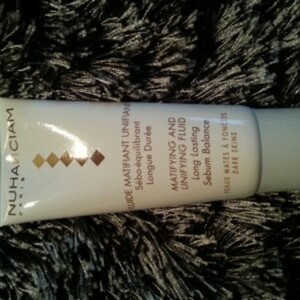 NUHANCIAM
PARIS
FLUIDE MATIFIANT UNIFIANT
Sébo-équilibrant
Longue Durée
MATIFYING AND
UNIFYING FLUID
Long Lasting
Sebum Balance
PEAUX MATES À FONCÉES
DARK SKINS